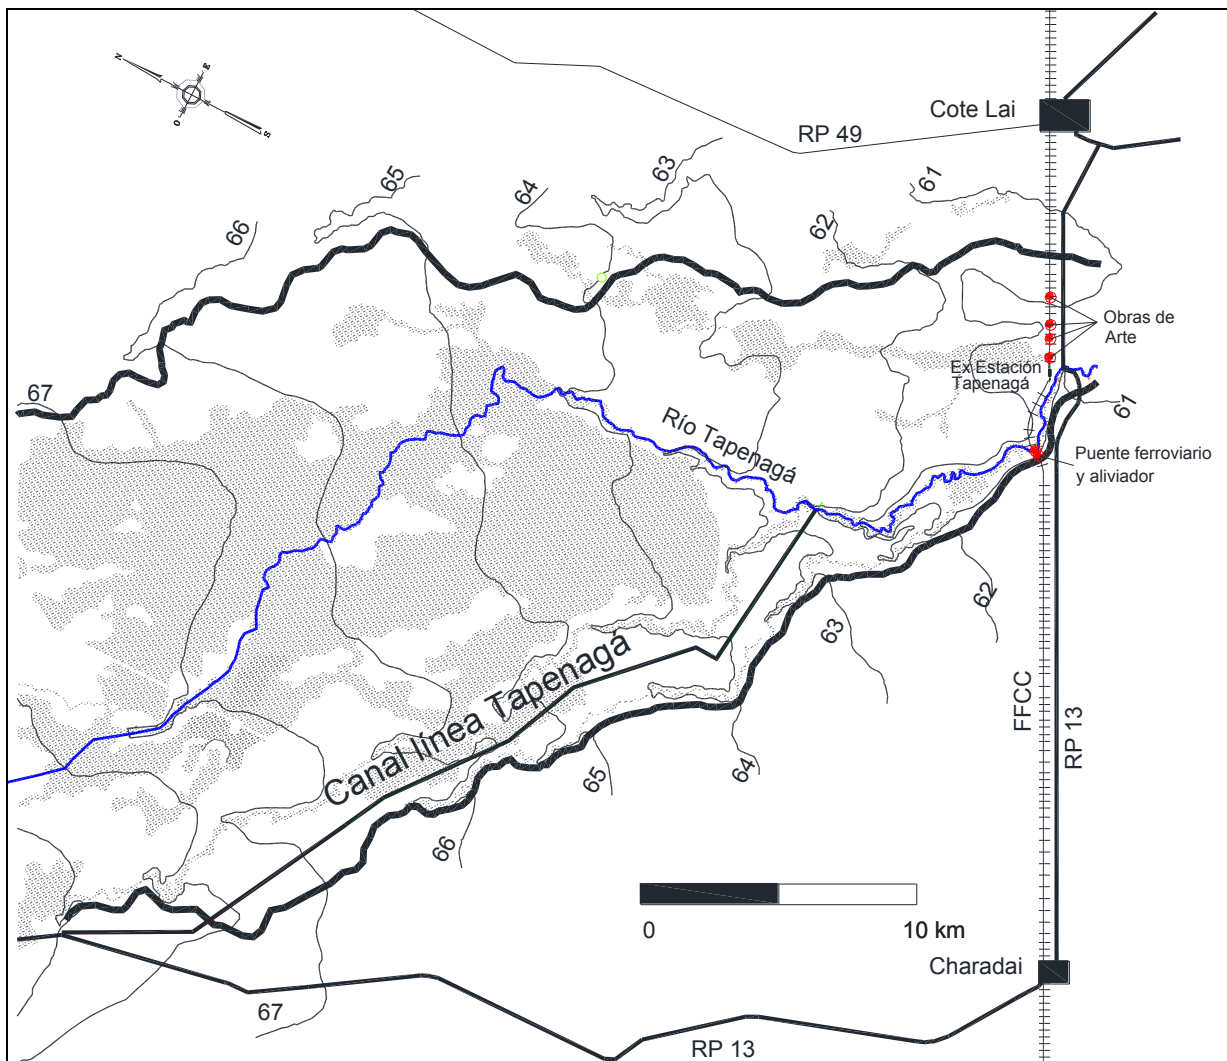 N
E
O
S
Cote Lai
RP 49
63
65
64
61
62
66
Obras de
Arte
Ex Estación
Tapenagá
67
61
Río Tapenagá
Puente ferroviario
y aliviador
62
63
Canal línea Tapenagá
FFCC
RP 13
64
65
66
0
10 km
Charadai
67
RP 13